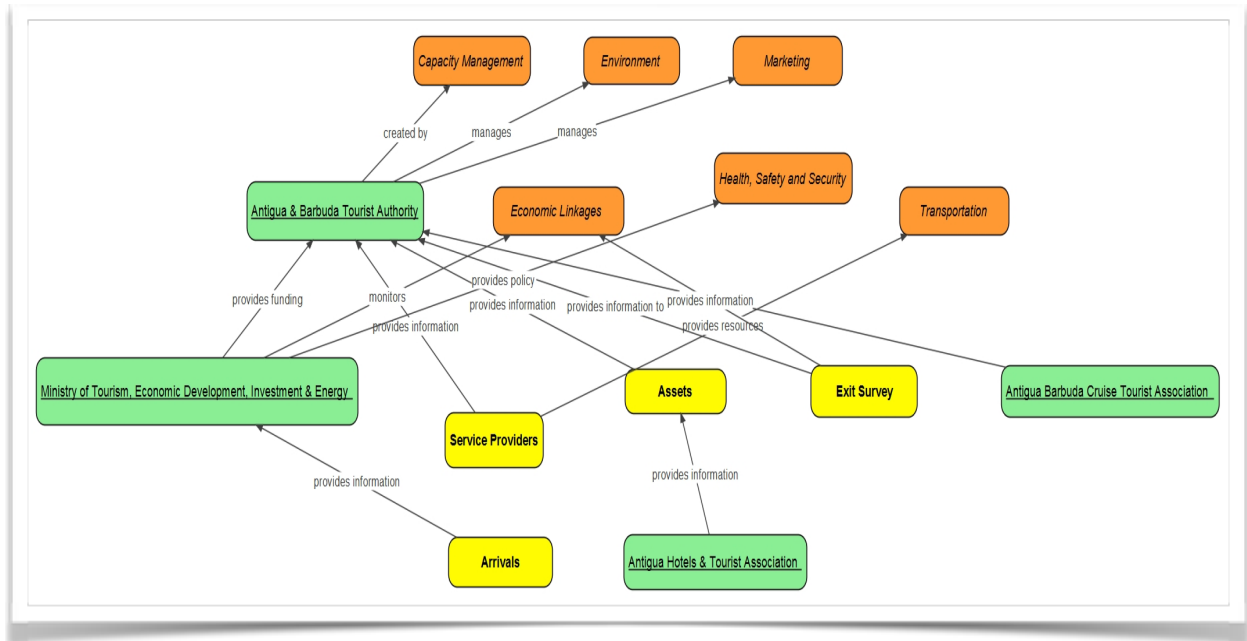 Capacity Management
Environment
Marketing
created by
manages
manages
Health, Safety and Security
Antigua & Barbuda Tourist Authority
Economic Linkages
Transportation
provides policy
provides funding
monitors
provides information
provides information to
provides information
provides information
provides resources
Ministry of Tourism, Economic Development, Investment & Energy
Assets
Exit Survey
Antigua Barbuda Cruise Tourist Association
Service Providers
provides information
provides information
Arrivals
Antigua Hotels & Tourist Association